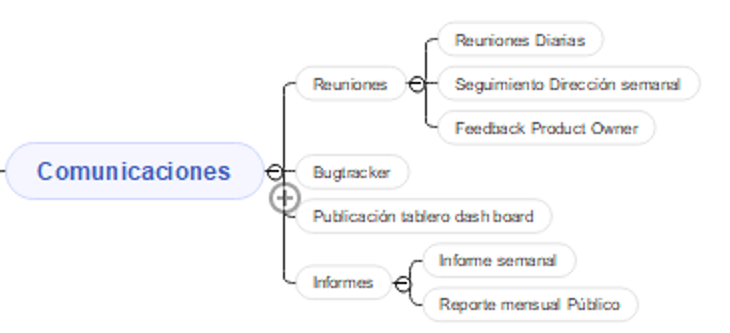 Comunicaciones
Reuniones
Reuniones Diarias
Seguimiento Dirección semanal
Feedback Product Owner
Bugtracker
Publicación tablero dash board
Informes
Informe semanal
Reporte mensual Público